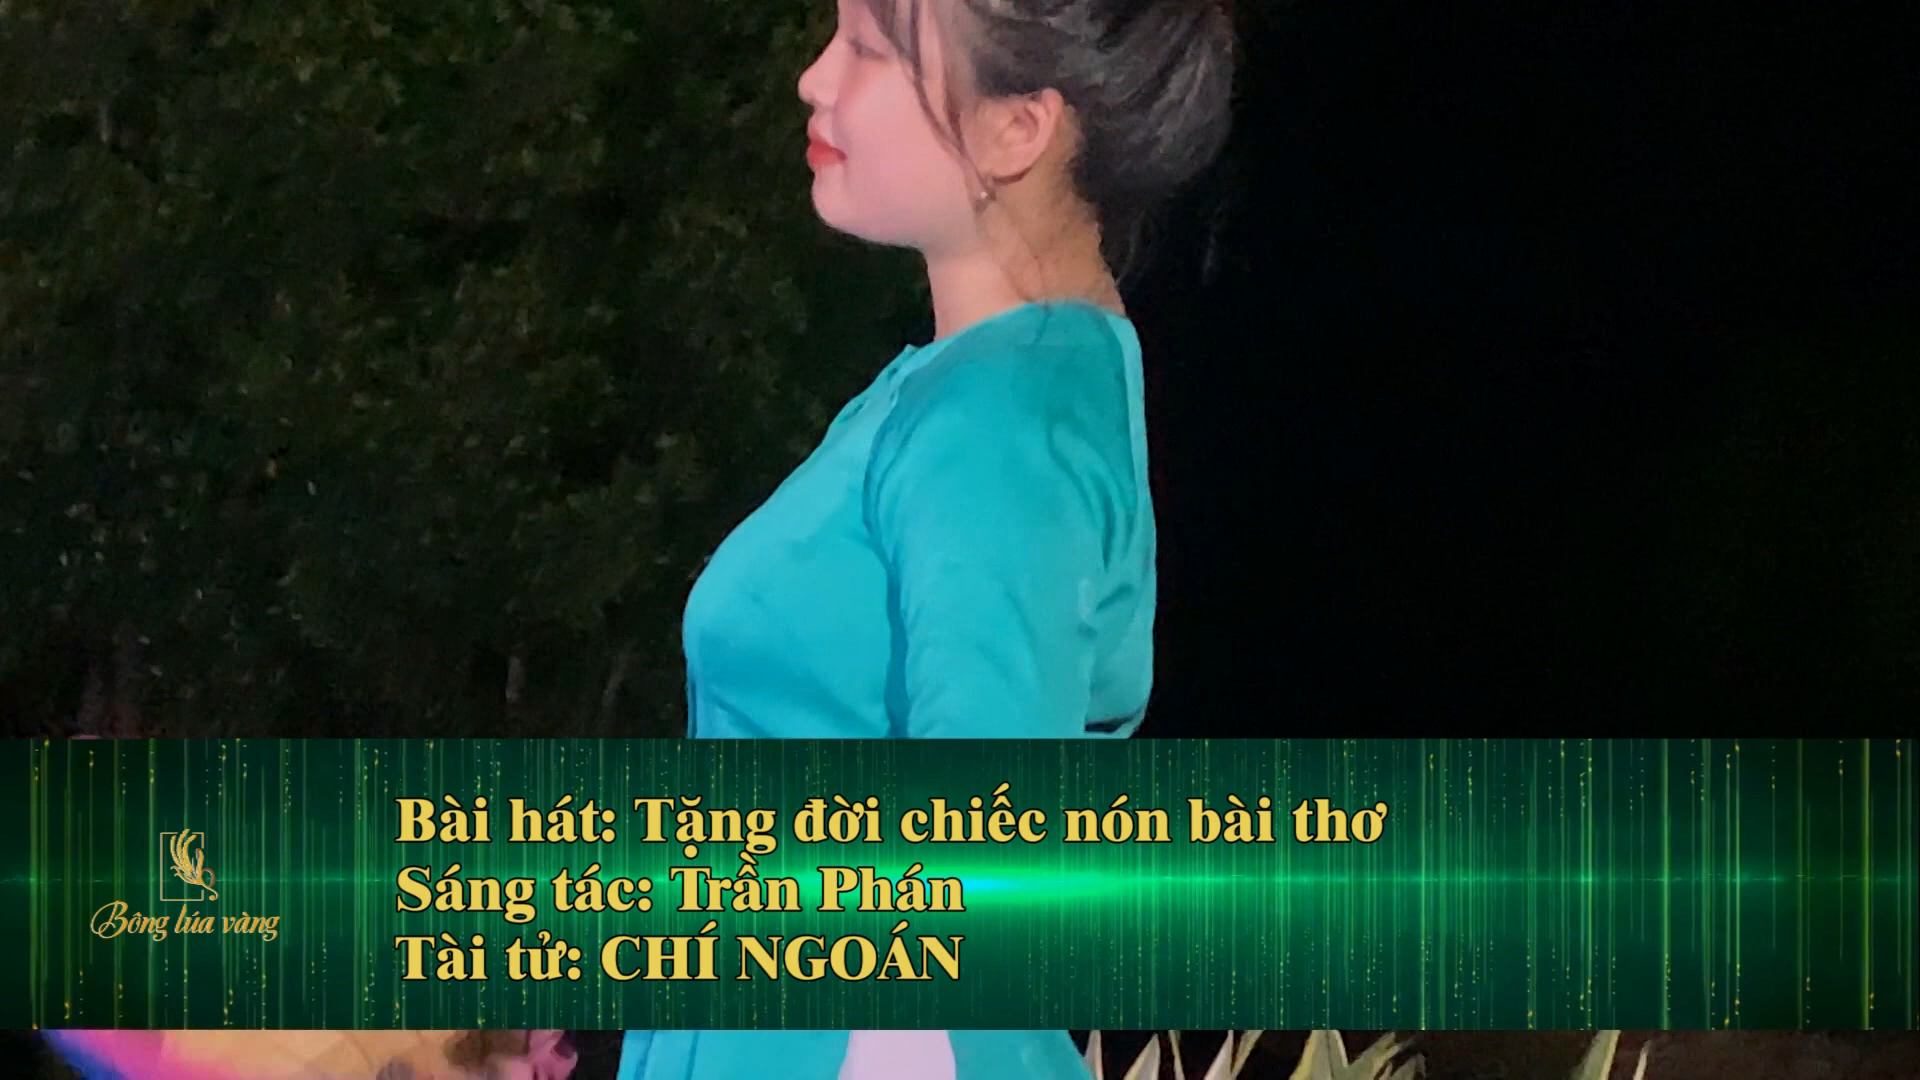 Bài hát: Tặng đời chiếc nón bài thơ
Sáng tác: Trần Phán
Tài tử: CHÍ NGOÁN
Bông lúa vàng